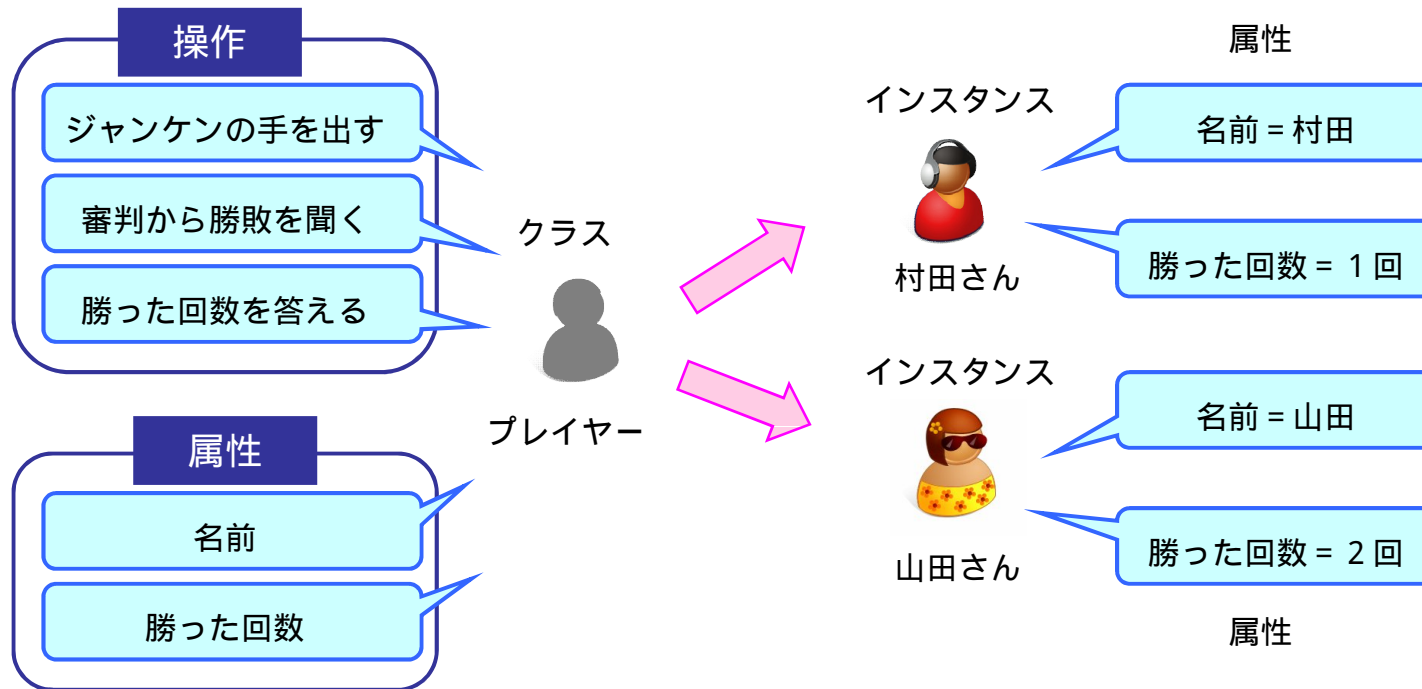 操作
ジャンケンの手を出す
審判から勝敗を聞く
勝った回数を答える
属性
名前
勝った回数
クラス
プレイヤー
インスタンス
村田さん
属性
名前 = 村田
勝った回数 = 1 回
インスタンス
山田さん
名前 = 山田
勝った回数 = 2 回
属性